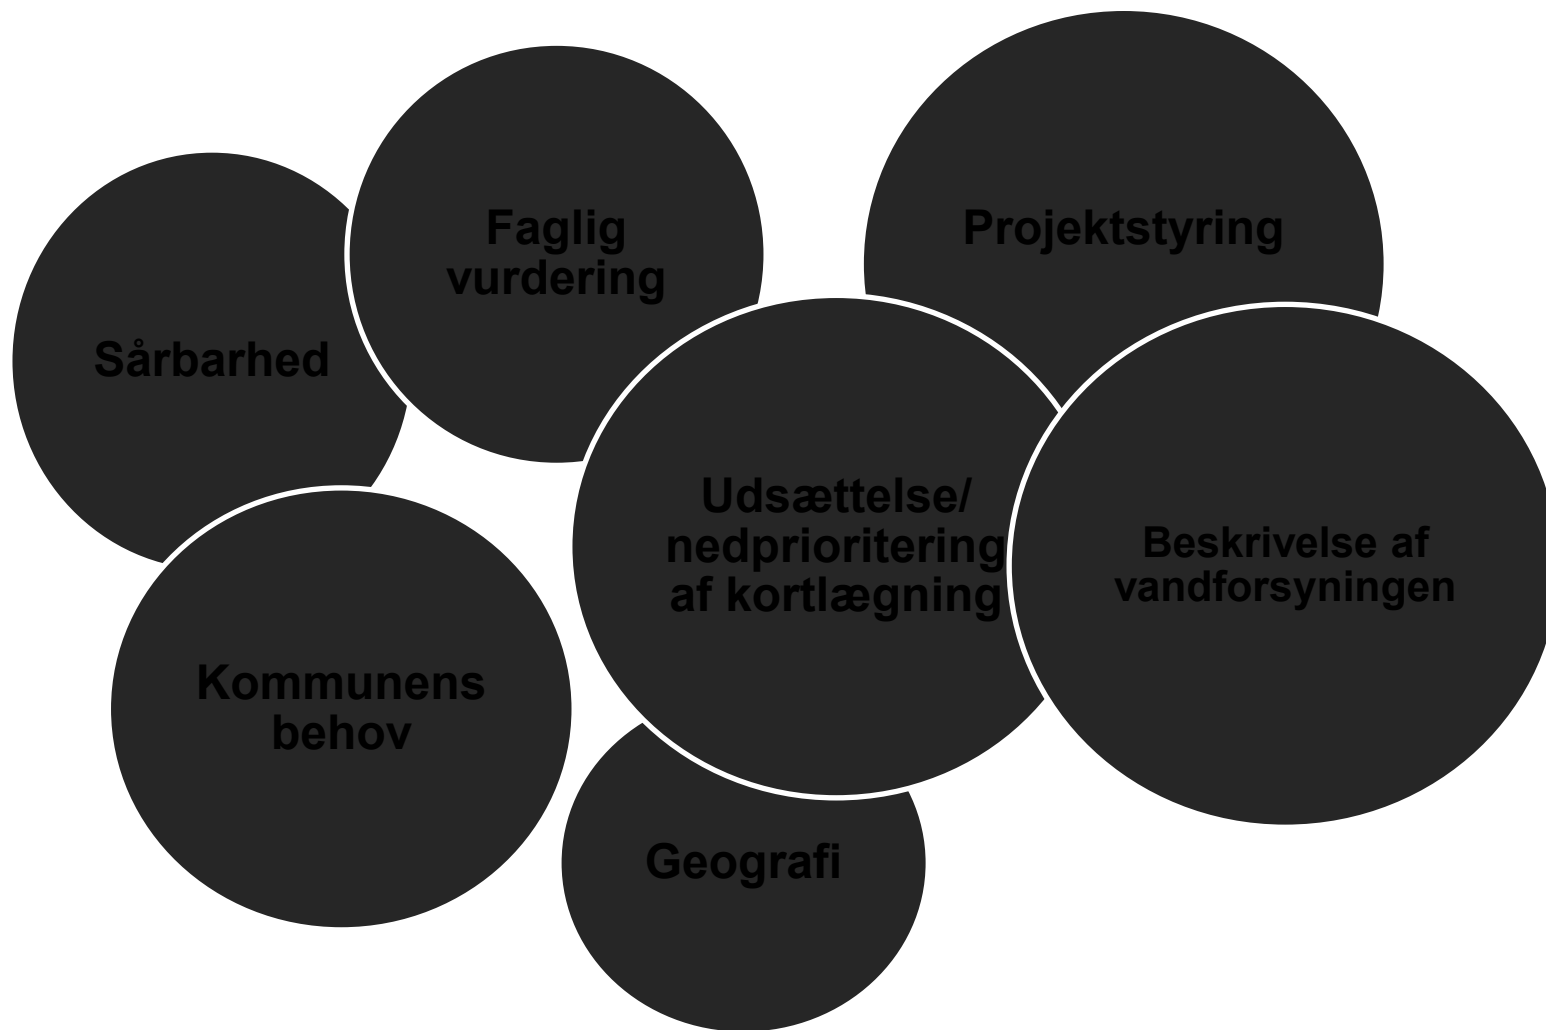 Faglig
vurdering
Projektstyring
Sårbarhed
Udsættelse/
nedprioritering
af kortlægning
Beskrivelse af
vandforsyningen
Kommunens
behov
Geografi